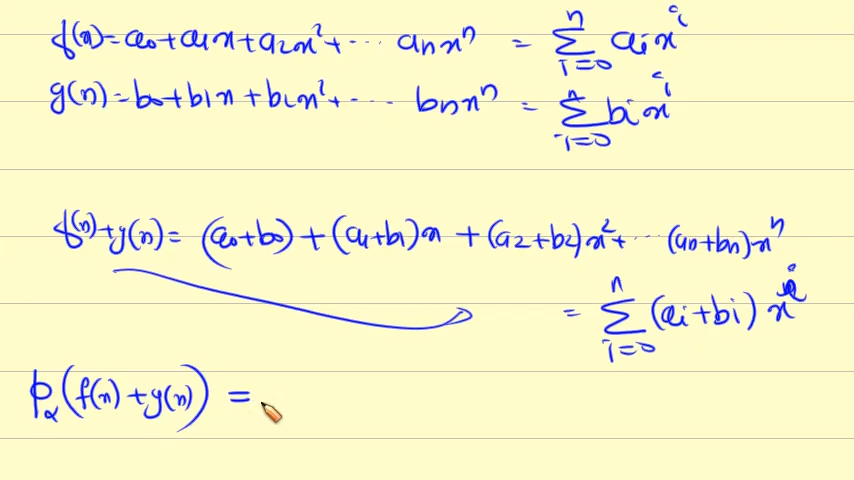 f(x) = a₀ + a₁x + a₂x² + ··· aₙxⁿ = ∑ᵢ₌₀ⁿ aᵢxⁱ
g(x) = b₀ + b₁x + b₂x² + ··· bₙxⁿ = ∑ᵢ₌₀ⁿ bᵢxⁱ
f(x) + g(x) = (a₀+b₀) + (a₁+b₁)x + (a₂+b₂)x² + ··· (aₙ+bₙ)xⁿ
= ∑ᵢ₌₀ⁿ (aᵢ+bᵢ) xⁱ
ϕ_α (f(x) + g(x)) =